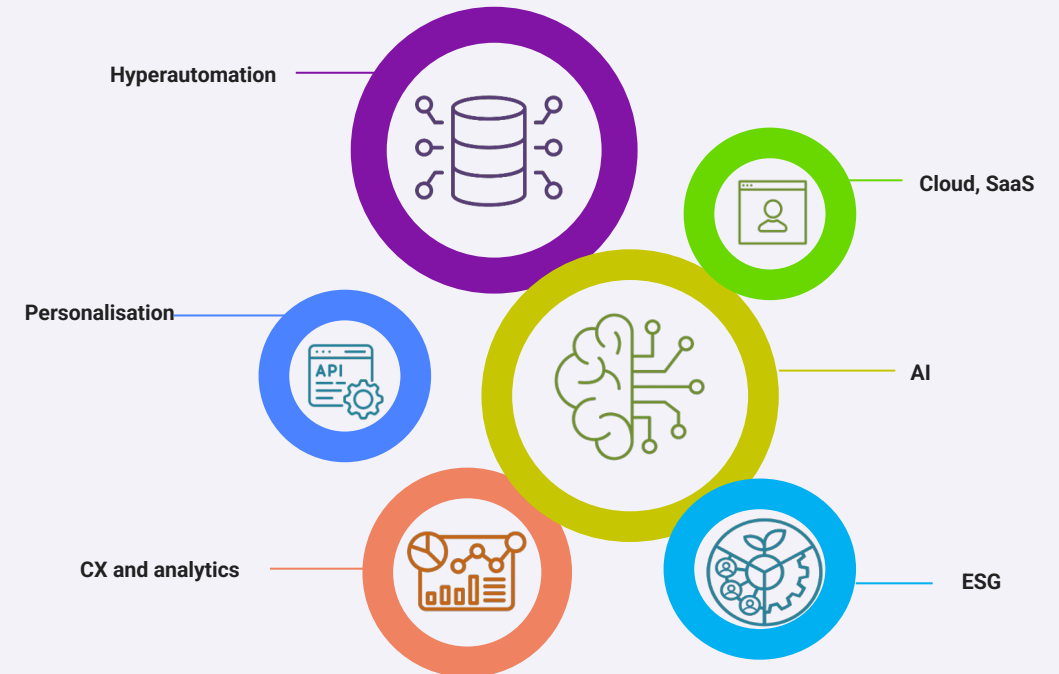 Hyperautomation
Cloud, SaaS
Personalisation
API
AI
CX and analytics
ESG